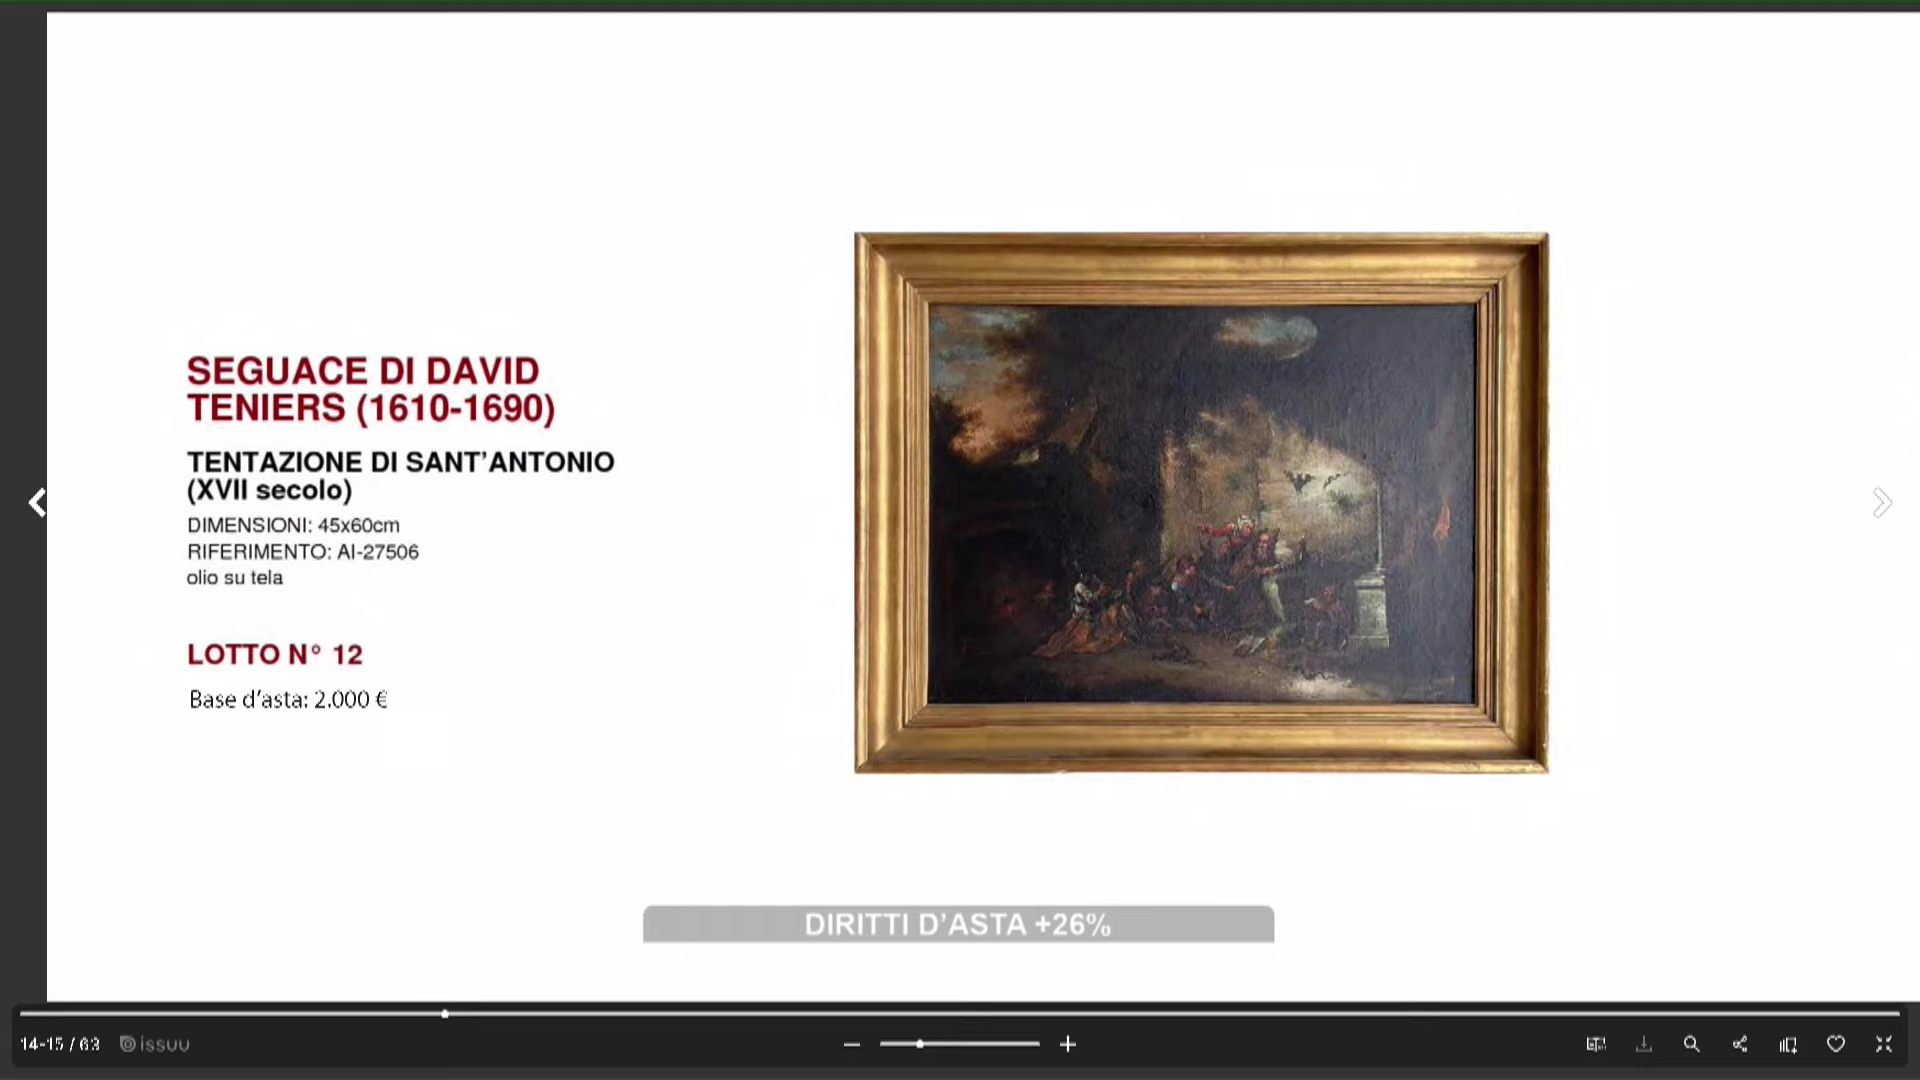 SEGUACE DI DAVID
TENIERS (1610-1690)
TENTAZIONE DI SANT'ANTONIO
(XVII secolo)
DIMENSIONI: 45x60cm
RIFERIMENTO: AI-27506
olio su tela
LOTTO N° 12
Base d'asta: 2.000 €
DIRITTI D'ASTA +26%
14-15 / 63
issuu